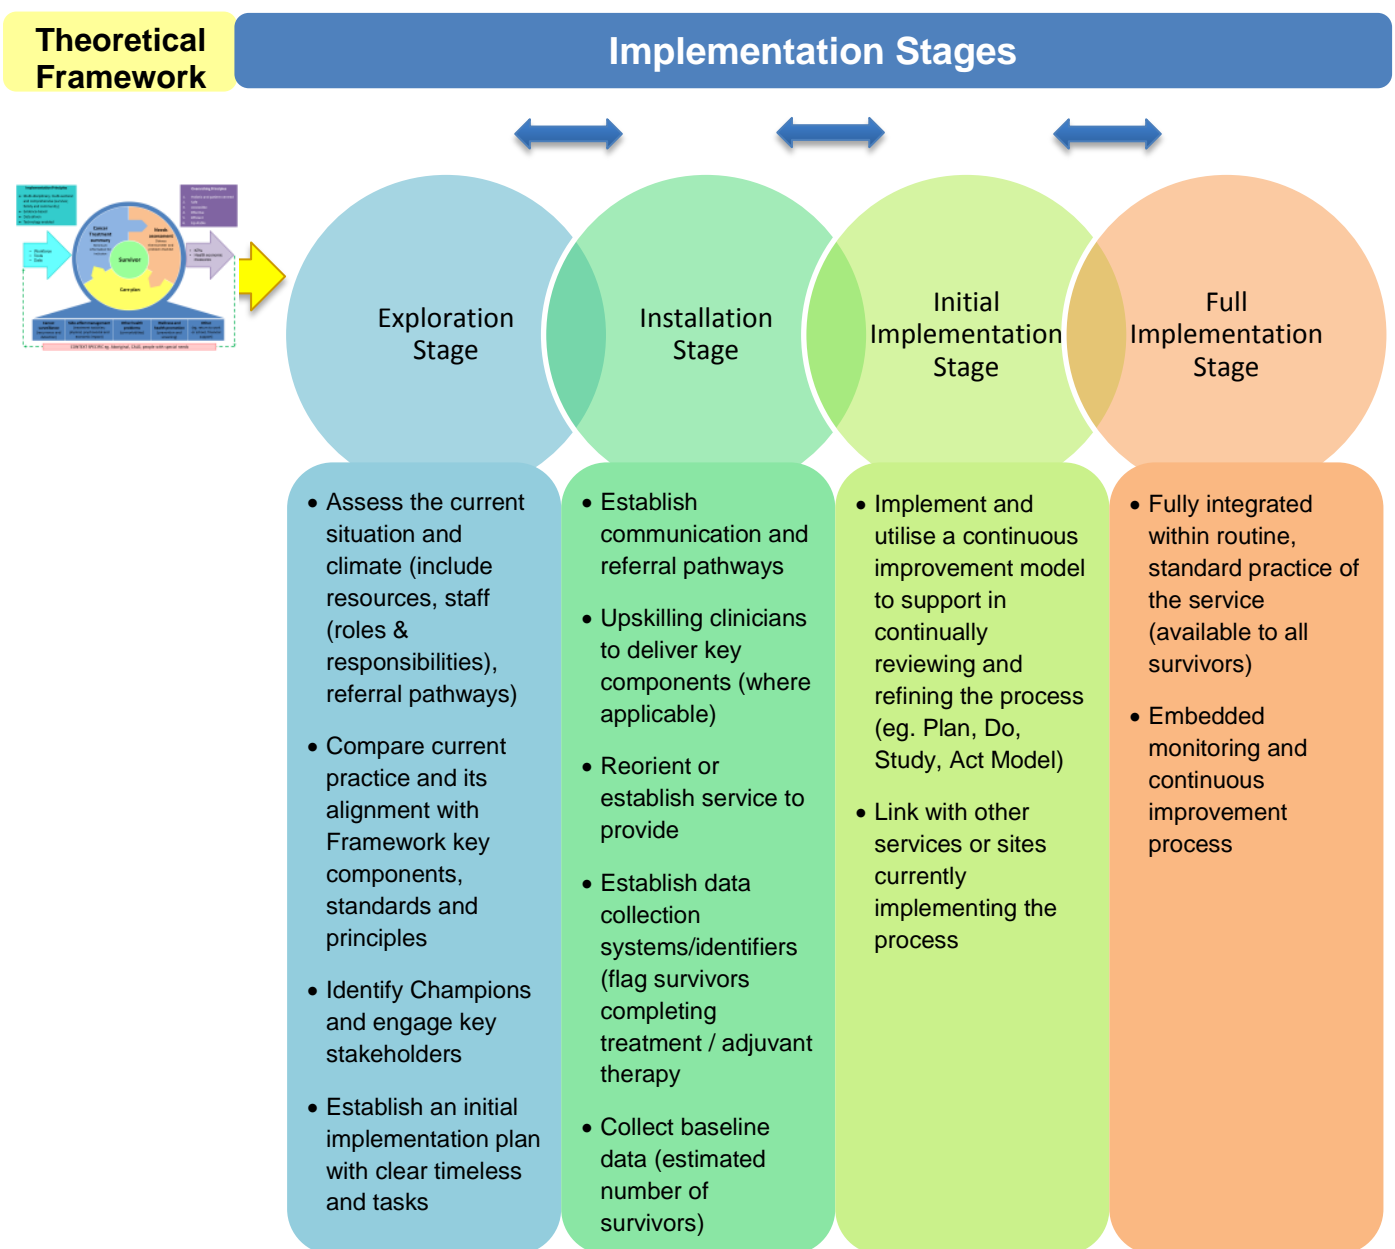 Theoretical
Framework
Implementation Stages
Survivor
Care plan
Exploration
Stage
Installation
Stage
Initial
Implementation
Stage
Full
Implementation
Stage
• Assess the current
situation and
climate (include
resources, staff
(roles &
responsibilities),
referral pathways)
• Compare current
practice and its
alignment with
Framework key
components,
standards and
principles
• Identify Champions
and engage key
stakeholders
• Establish an initial
implementation plan
with clear timeless
and tasks
• Establish
communication and
referral pathways
• Upskilling clinicians
to deliver key
components (where
applicable)
• Reorient or
establish service to
provide
• Establish data
collection
systems/identifiers
(flag survivors
completing
treatment / adjuvant
therapy
• Collect baseline
data (estimated
number of
survivors)
• Implement and
utilise a continuous
improvement model
to support in
continually
reviewing and
refining the process
(eg. Plan, Do,
Study, Act Model)
• Link with other
services or sites
currently
implementing the
process
• Fully integrated
within routine,
standard practice of
the service
(available to all
survivors)
• Embedded
monitoring and
continuous
improvement
process